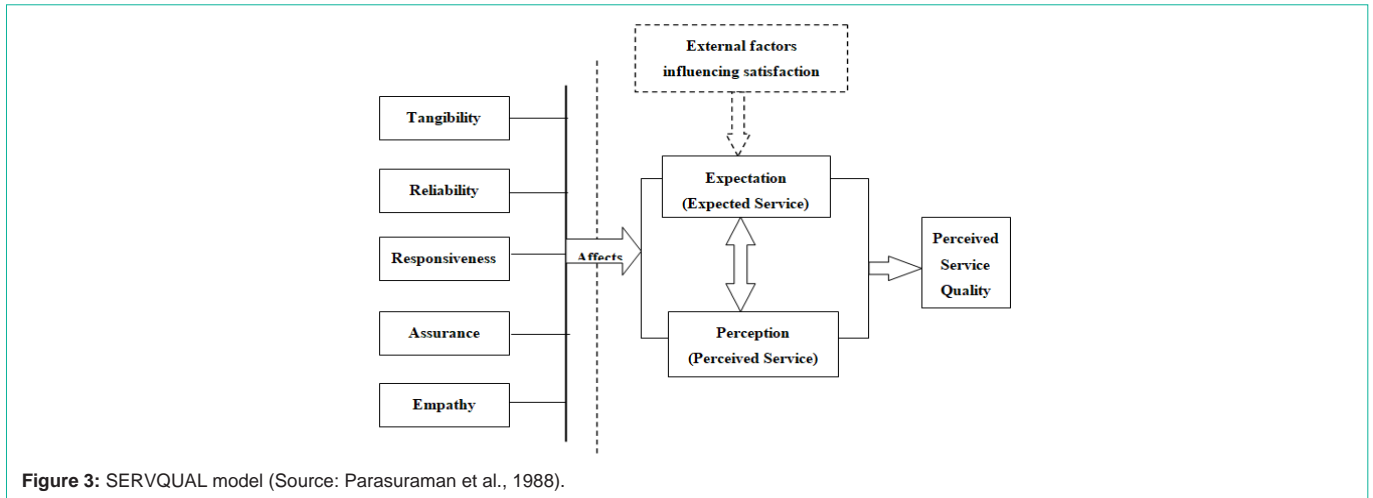 External factors
influencing satisfaction
Tangibility
Reliability
Responsiveness
Assurance
Empathy
Affects
Expectation
(Expected Service)
Perception
(Perceived Service)
Perceived
Service
Quality
Figure 3: SERVQUAL model (Source: Parasuraman et al., 1988).